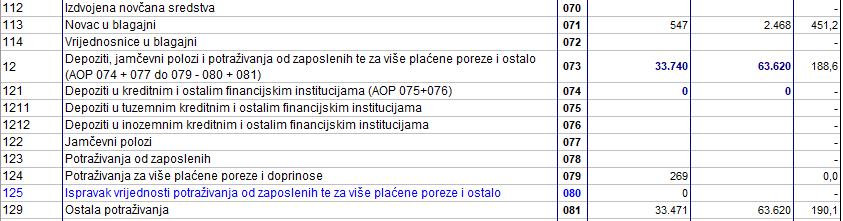 112 Izdvojena novčana sredstva 070 -
113 Novac u blagajni 071 547 2.468 451,2
114 Vrijednosnice u blagajni 072 -
12 Depoziti, jamčevni polozi i potraživanja od zaposlenih te za više plaćene poreze i ostalo
(AOP 074 + 077 do 079 - 080 + 081) 073 33.740 63.620 188,6
121 Depoziti u kreditnim i ostalim financijskim institucijama (AOP 075+076) 074 0 0 -
1211 Depoziti u tuzemnim kreditnim i ostalim financijskim institucijama 075 -
1212 Depoziti u inozemnim kreditnim i ostalim financijskim institucijama 076 -
122 Jamčevni polozi 077 -
123 Potraživanja od zaposlenih 078 -
124 Potraživanja za više plaćene poreze i doprinose 079 269 0,0
125 Ispravak vrijednosti potraživanja od zaposlenih te za više plaćene poreze i ostalo 080 0 -
129 Ostala potraživanja 081 33.471 63.620 190,1